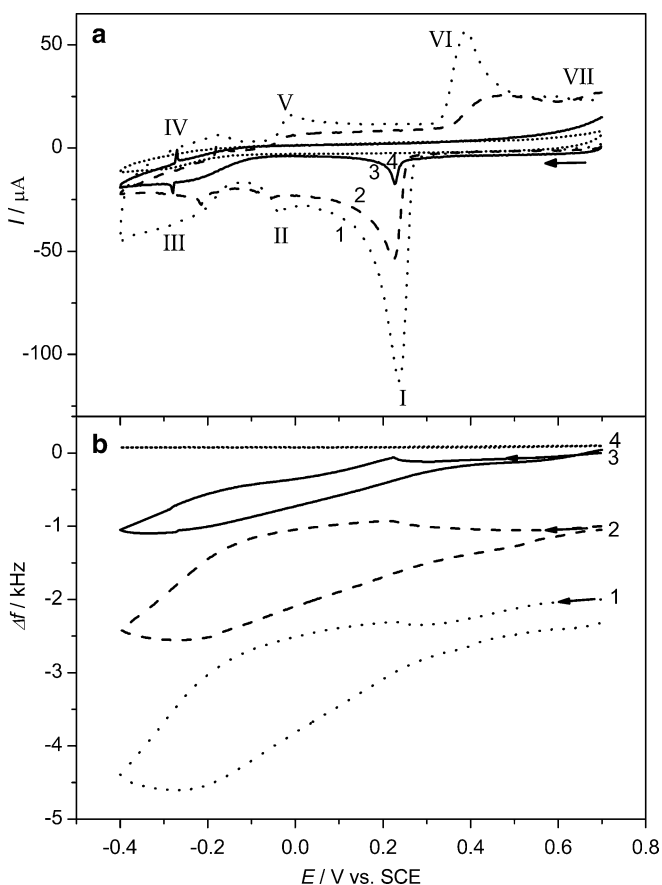 a
50
0
-50
-100
I / μA
I
II
III
IV
V
VI
VII
1
2
3
4
b
0
-1
-2
-3
-4
-5
Δf / kHz
4
3
2
1
-0.4
-0.2
0.0
0.2
0.4
0.6
0.8
E / V vs. SCE